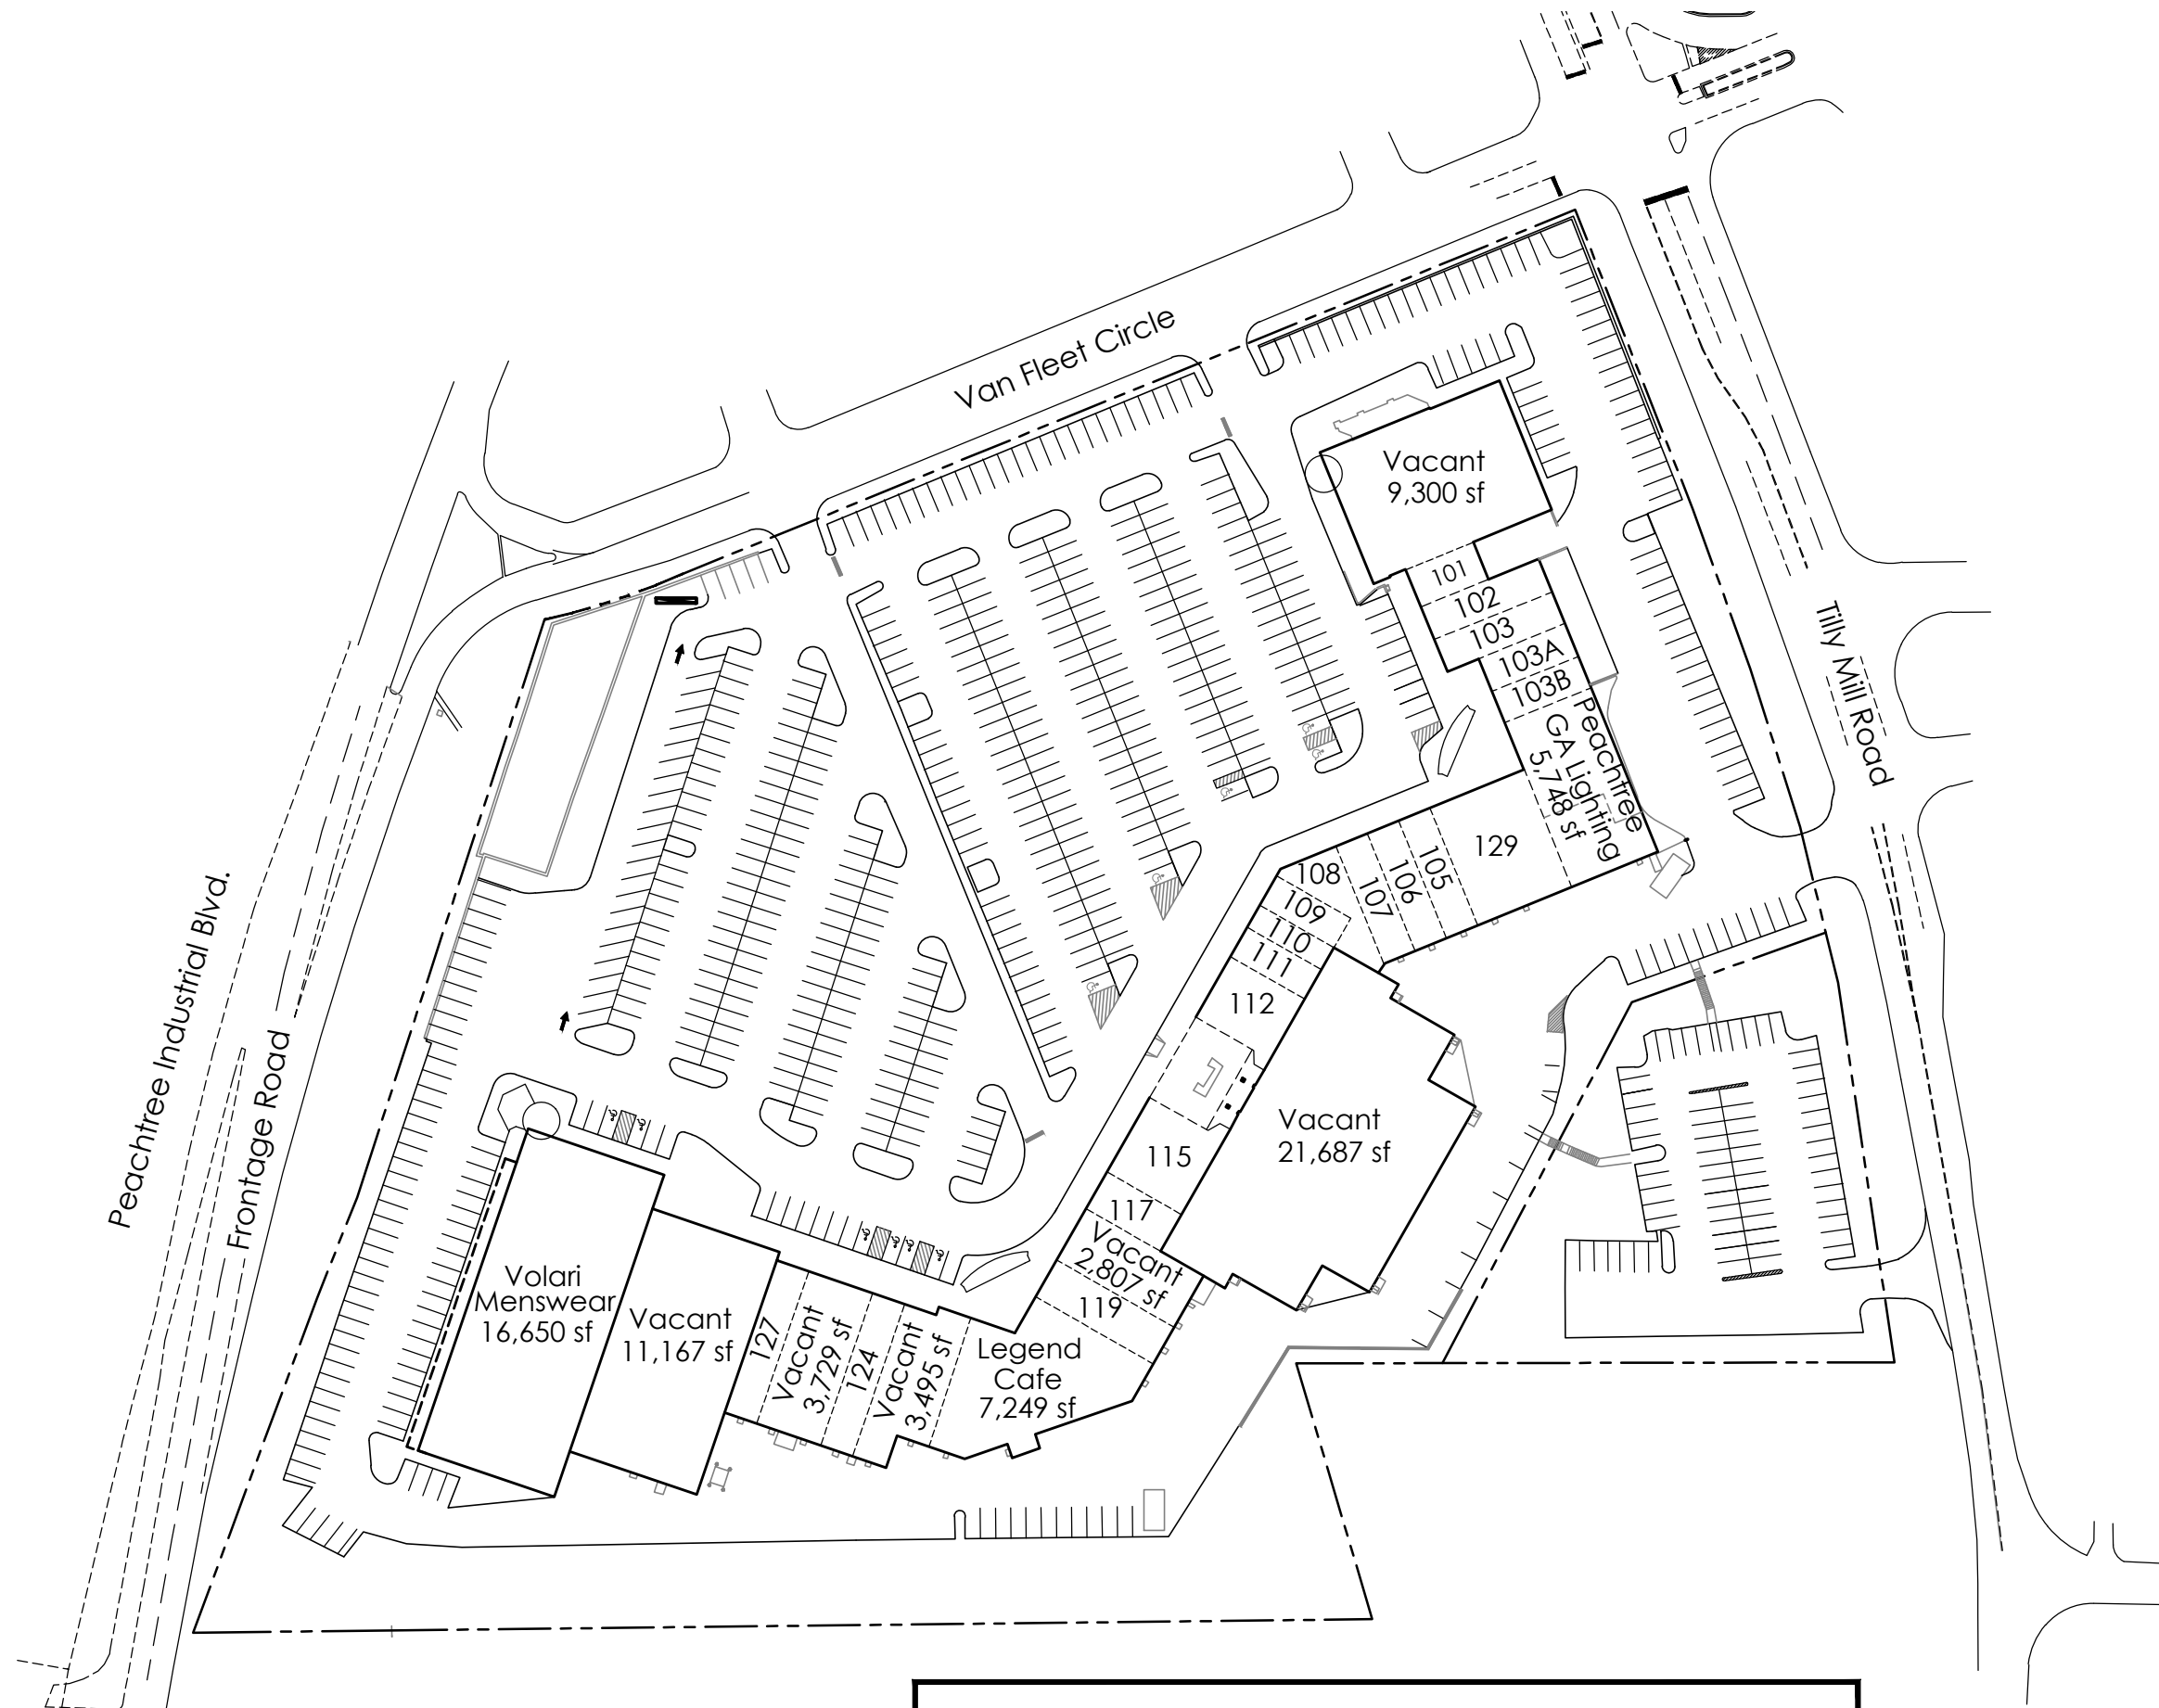 Van Fleet Circle
Vacant
9,300 sf
101
102
103
103A
103B
Peachtree
GA Lighting
5,748 sf
Tilly Mill Road
129
105
106
107
108
109
110
111
112
Vacant
21,687 sf
115
117
Vacant
2,807 sf
119
Legend
Cafe
7,249 sf
Vacant
3,495 sf
124
Vacant
3,729 sf
127
Vacant
11,167 sf
Volari
Menswear
16,650 sf
Frontage Road
Peachtree Industrial Blvd.